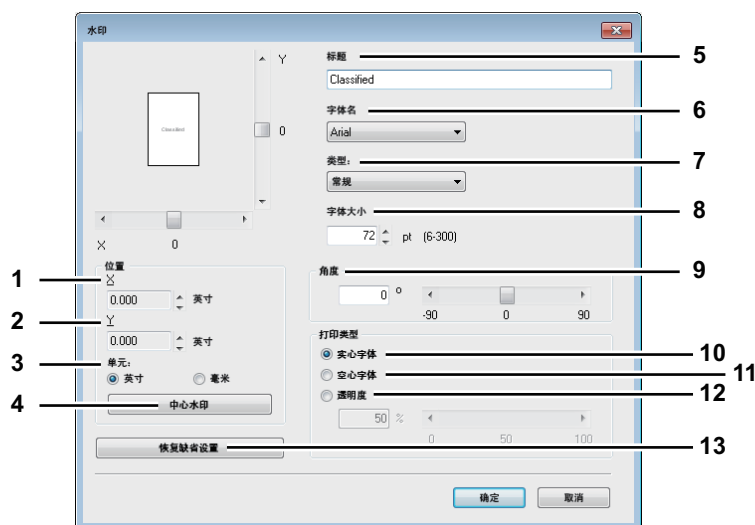 水印
Y
0
Classified
X 0
位置
1 X
0.000 英寸
2 Y
0.000 英寸
3 单元:
英寸 毫米
4 中心水印
恢复缺省设置 13
标题 5
Classified
字体名 6
Arial
类型: 7
常规
字体大小 8
72 pt (6-300)
角度 9
0 °
-90 0 90
打印类型
实心字体 10
空心字体 11
透明度 12
50 %
0 50 100
确定 取消